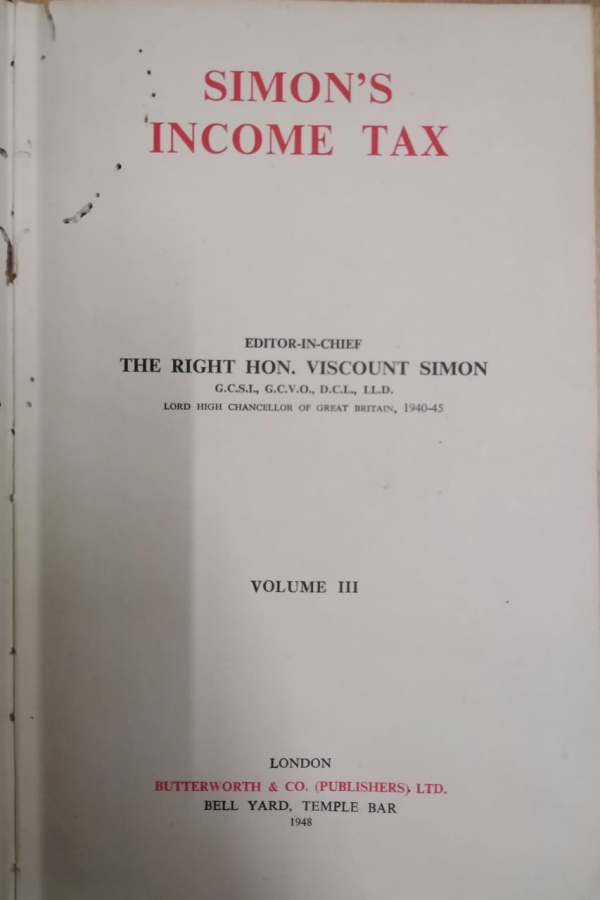 SIMON'S
INCOME TAX
EDITOR-IN-CHIEF
THE RIGHT HON. VISCOUNT SIMON
G.C.S.I., G.C.V.O., D.C.L., LL.D.
LORD HIGH CHANCELLOR OF GREAT BRITAIN, 1940-45
VOLUME III
LONDON
BUTTERWORTH & CO. (PUBLISHERS), LTD.
BELL YARD, TEMPLE BAR
1948